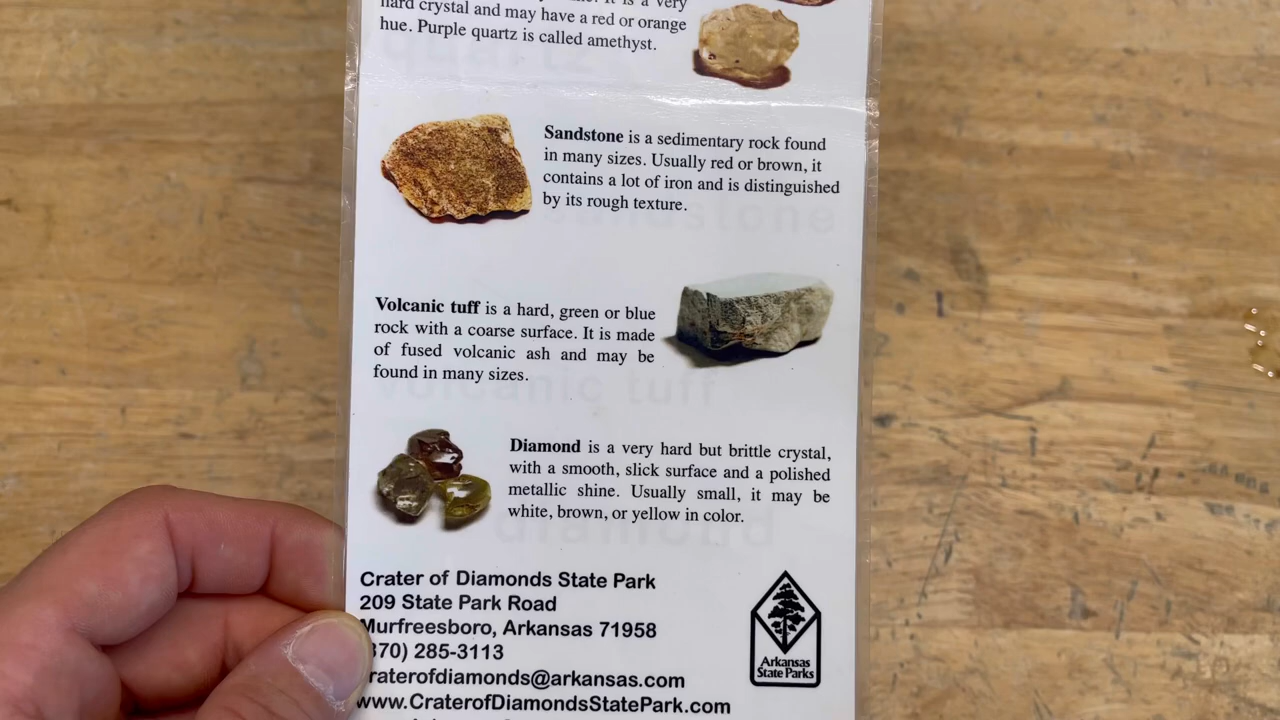 hard crystal and may have a red or orange
hue. Purple quartz is called amethyst.
Sandstone is a sedimentary rock found
in many sizes. Usually red or brown, it
contains a lot of iron and is distinguished
by its rough texture.
Volcanic tuff is a hard, green or blue
rock with a coarse surface. It is made
of fused volcanic ash and may be
found in many sizes.
Diamond is a very hard but brittle crystal,
with a smooth, slick surface and a polished
metallic shine. Usually small, it may be
white, brown, or yellow in color.
Crater of Diamonds State Park
209 State Park Road
Murfreesboro, Arkansas 71958
70) 285-3113
raterofdiamonds@arkansas.com
www.CraterofDiamondsStatePark.com
Arkansas
State Parks